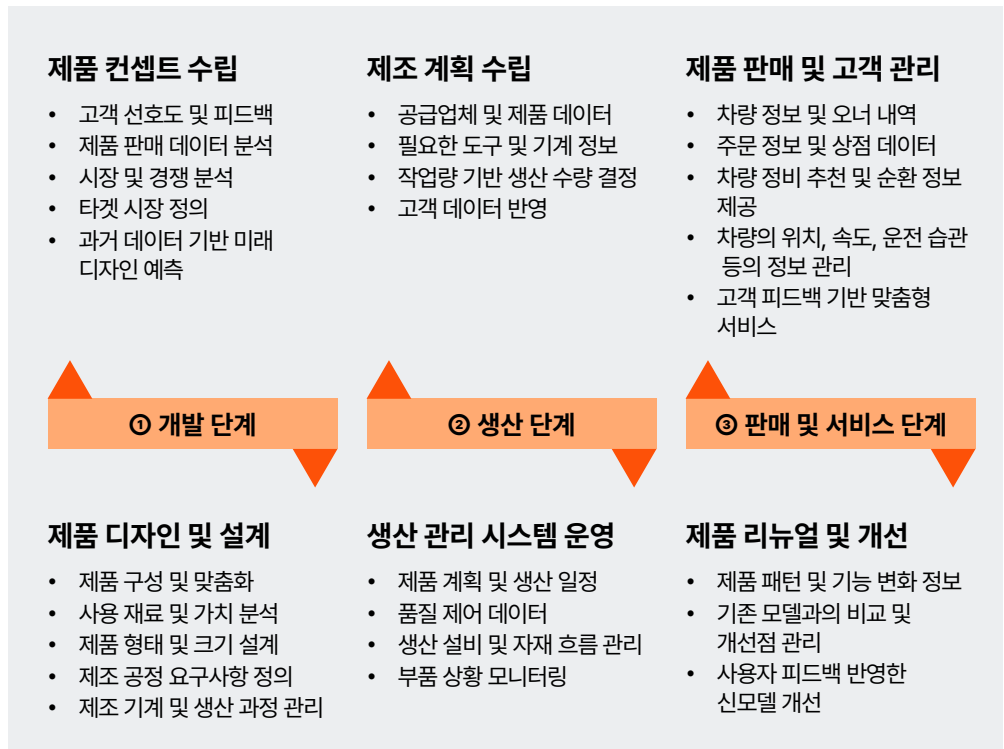 제품 컨셉트 수립
• 고객 선호도 및 피드백
• 제품 판매 데이터 분석
• 시장 및 경쟁 분석
• 타겟 시장 정의
• 과거 데이터 기반 미래
디자인 예측
제조 계획 수립
• 공급업체 및 제품 데이터
• 필요한 도구 및 기계 정보
• 작업량 기반 생산 수량 결정
• 고객 데이터 반영
제품 판매 및 고객 관리
• 차량 정보 및 오너 내역
• 주문 정보 및 상점 데이터
• 차량 정비 추천 및 순환 정보
제공
• 차량의 위치, 속도, 운전 습관
등의 정보 관리
• 고객 피드백 기반 맞춤형
서비스
① 개발 단계
② 생산 단계
③ 판매 및 서비스 단계
제품 디자인 및 설계
• 제품 구성 및 맞춤화
• 사용 재료 및 가치 분석
• 제품 형태 및 크기 설계
• 제조 공정 요구사항 정의
• 제조 기계 및 생산 과정 관리
생산 관리 시스템 운영
• 제품 계획 및 생산 일정
• 품질 제어 데이터
• 생산 설비 및 자재 흐름 관리
• 부품 상황 모니터링
제품 리뉴얼 및 개선
• 제품 패턴 및 기능 변화 정보
• 기존 모델과의 비교 및
개선점 관리
• 사용자 피드백 반영한
신모델 개선